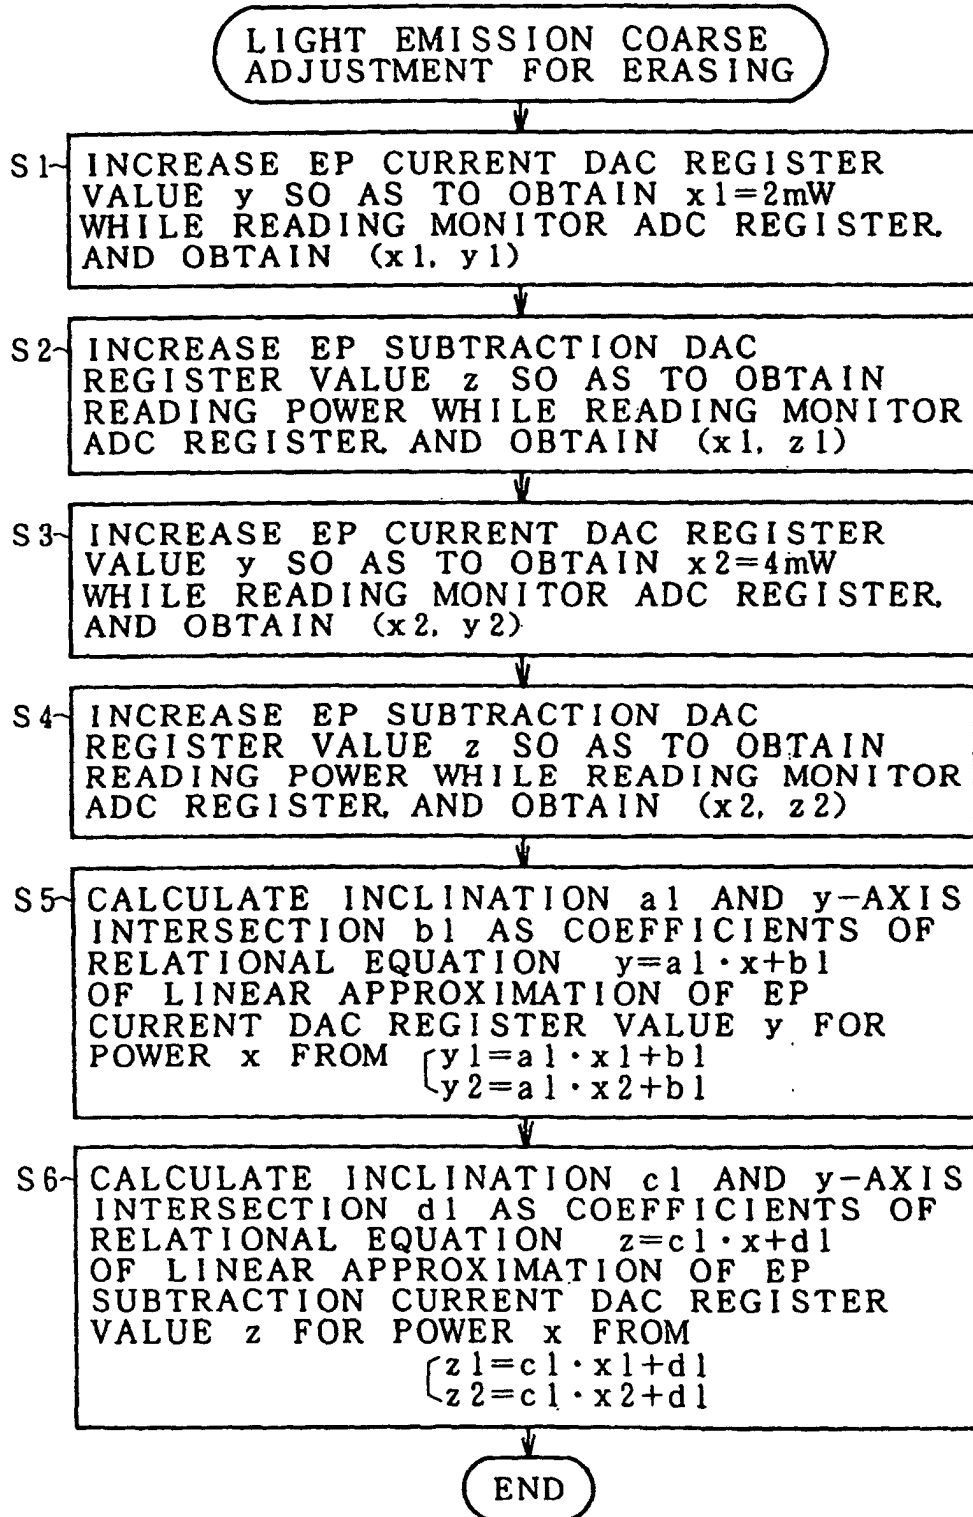 LIGHT EMISSION COARSE
ADJUSTMENT FOR ERASING
S1
INCREASE EP CURRENT DAC REGISTER
VALUE y SO AS TO OBTAIN x1=2mW
WHILE READING MONITOR ADC REGISTER,
AND OBTAIN (x1, y1)
S2
INCREASE EP SUBTRACTION DAC
REGISTER VALUE z SO AS TO OBTAIN
READING POWER WHILE READING MONITOR
ADC REGISTER, AND OBTAIN (x1, z1)
S3
INCREASE EP CURRENT DAC REGISTER
VALUE y SO AS TO OBTAIN x2=4mW
WHILE READING MONITOR ADC REGISTER,
AND OBTAIN (x2, y2)
S4
INCREASE EP SUBTRACTION DAC
REGISTER VALUE z SO AS TO OBTAIN
READING POWER WHILE READING MONITOR
ADC REGISTER, AND OBTAIN (x2, z2)
S5
CALCULATE INCLINATION a1 AND y-AXIS
INTERSECTION b1 AS COEFFICIENTS OF
RELATIONAL EQUATION y=a1·x+b1
OF LINEAR APPROXIMATION OF EP
CURRENT DAC REGISTER VALUE y FOR
POWER x FROM y1=a1·x1+b1
y2=a1·x2+b1
S6
CALCULATE INCLINATION c1 AND y-AXIS
INTERSECTION d1 AS COEFFICIENTS OF
RELATIONAL EQUATION z=c1·x+d1
OF LINEAR APPROXIMATION OF EP
SUBTRACTION CURRENT DAC REGISTER
VALUE z FOR POWER x FROM
z1=c1·x1+d1
z2=c1·x2+d1
END